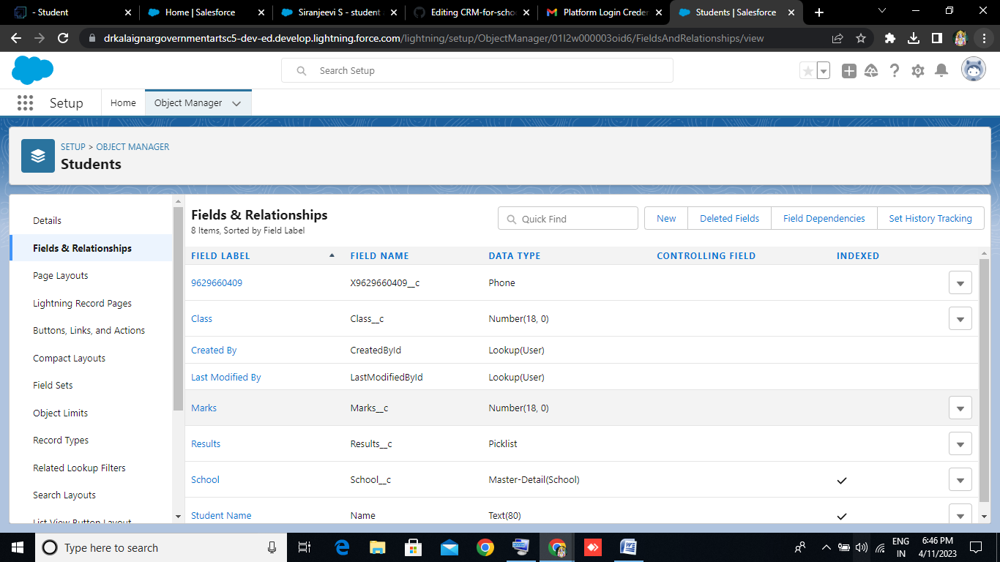 - Student
Home | Salesforce
Siranjeevi S - student
Editing CRM-for-scho
Platform Login Creder
Students | Salesforce
drkalaignargovernmentartsc5-dev-ed.develop.lightning.force.com/lightning/setup/ObjectManager/01I2w000003oid6/FieldsAndRelationships/view
Search Setup
Setup
Home
Object Manager
SETUP > OBJECT MANAGER
Students
Details
Fields & Relationships
Page Layouts
Lightning Record Pages
Buttons, Links, and Actions
Compact Layouts
Field Sets
Object Limits
Record Types
Related Lookup Filters
Search Layouts
List View Button Layout
Fields & Relationships
8 Items, Sorted by Field Label
Quick Find
New
Deleted Fields
Field Dependencies
Set History Tracking
FIELD LABEL FIELD NAME DATA TYPE CONTROLLING FIELD INDEXED
9629660409 X9629660409__c Phone
Class Class__c Number(18, 0)
Created By CreatedById Lookup(User)
Last Modified By LastModifiedById Lookup(User)
Marks Marks__c Number(18, 0)
Results Results__c Picklist
School School__c Master-Detail(School)
Student Name Name Text(80)
Type here to search
ENG
IN
6:46 PM
4/11/2023